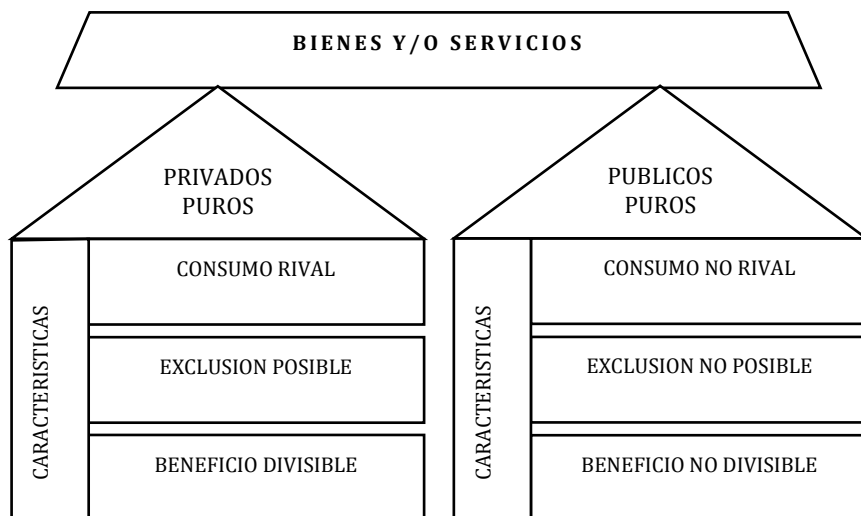 BIENES Y/O SERVICIOS
PRIVADOS
PUROS
CARACTERISTICAS
CONSUMO RIVAL
EXCLUSION POSIBLE
BENEFICIO DIVISIBLE
PUBLICOS
PUROS
CARACTERISTICAS
CONSUMO NO RIVAL
EXCLUSION NO POSIBLE
BENEFICIO NO DIVISIBLE